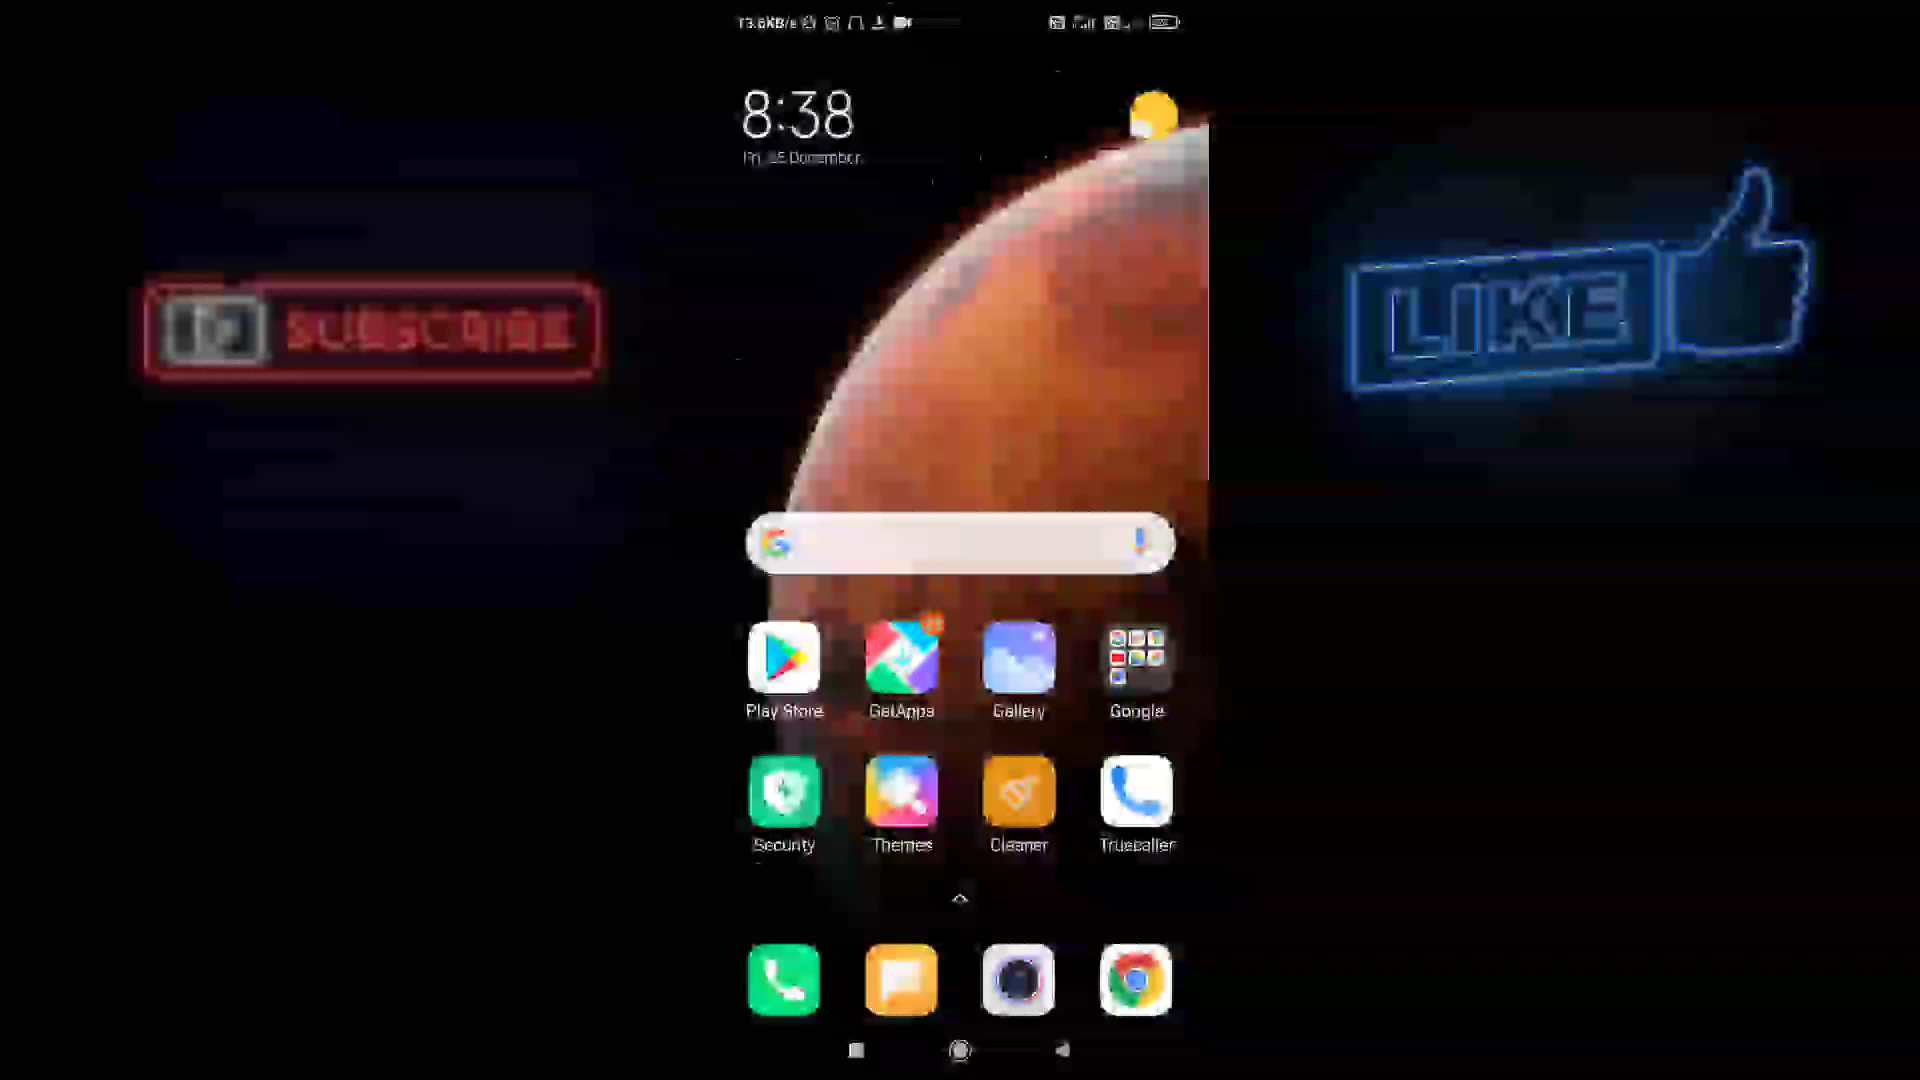 8:38
SUBSCRIBE
LIKE
Play Store
GetApps
Gallery
Google
Security
Themes
Cleaner
Truecaller